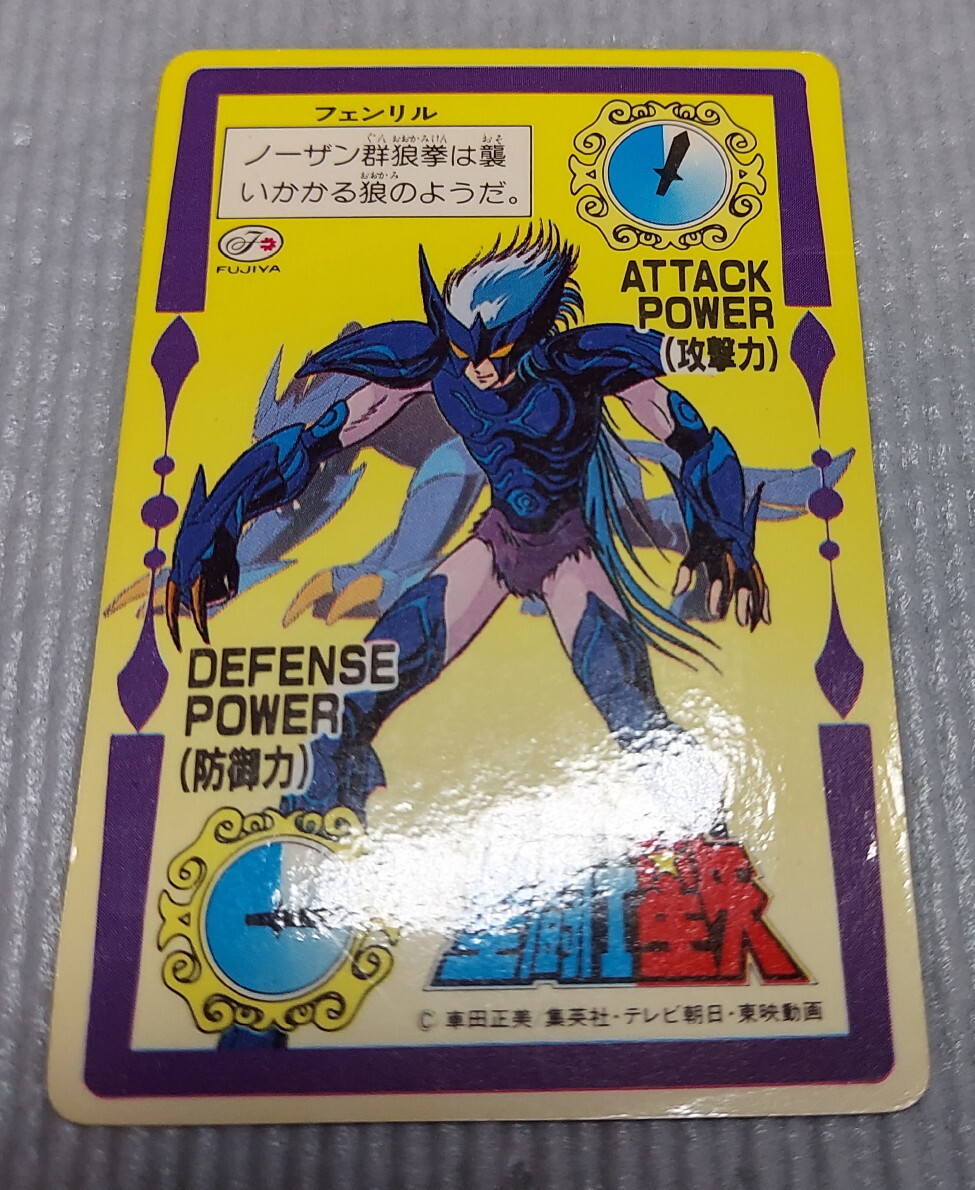 フェンリル
ノーザン群狼拳は襲
いかかる狼のようだ。
FUJIYA
ATTACK
POWER
(攻撃力)
DEFENSE
POWER
(防御力)
© 車田正美/集英社・テレビ朝日・東映動画